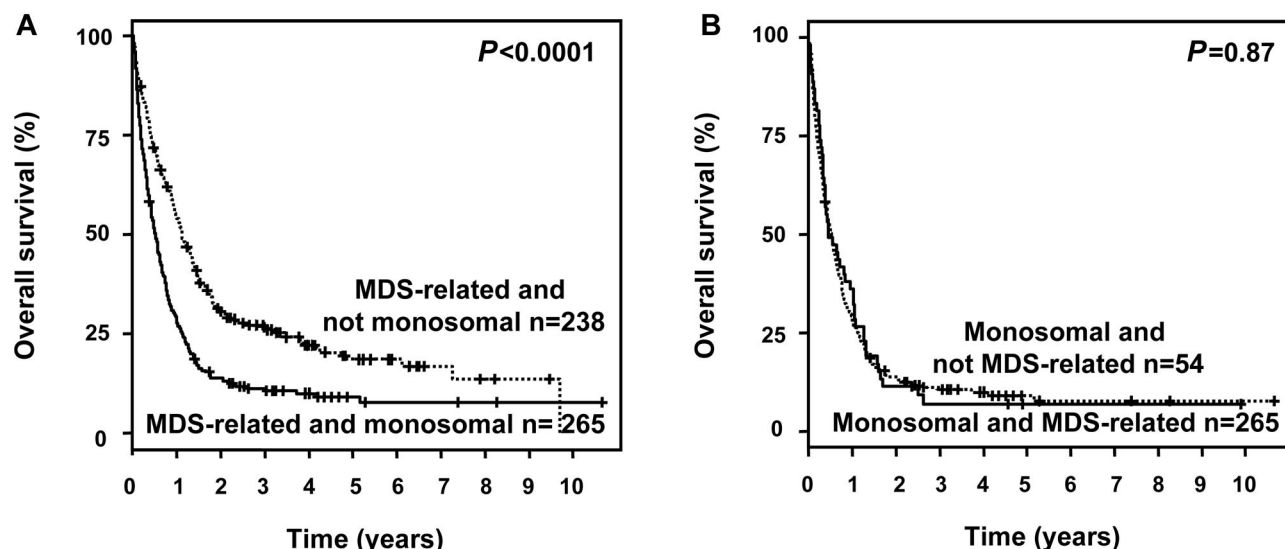 A
Overall survival (%)
100
75
50
25
0
P<0.0001
MDS-related and
not monosomal n=238
MDS-related and monosomal n= 265
0 1 2 3 4 5 6 7 8 9 10
Time (years)
B
Overall survival (%)
100
75
50
25
0
P=0.87
Monosomal and
not MDS-related n=54
Monosomal and MDS-related n=265
0 1 2 3 4 5 6 7 8 9 10
Time (years)